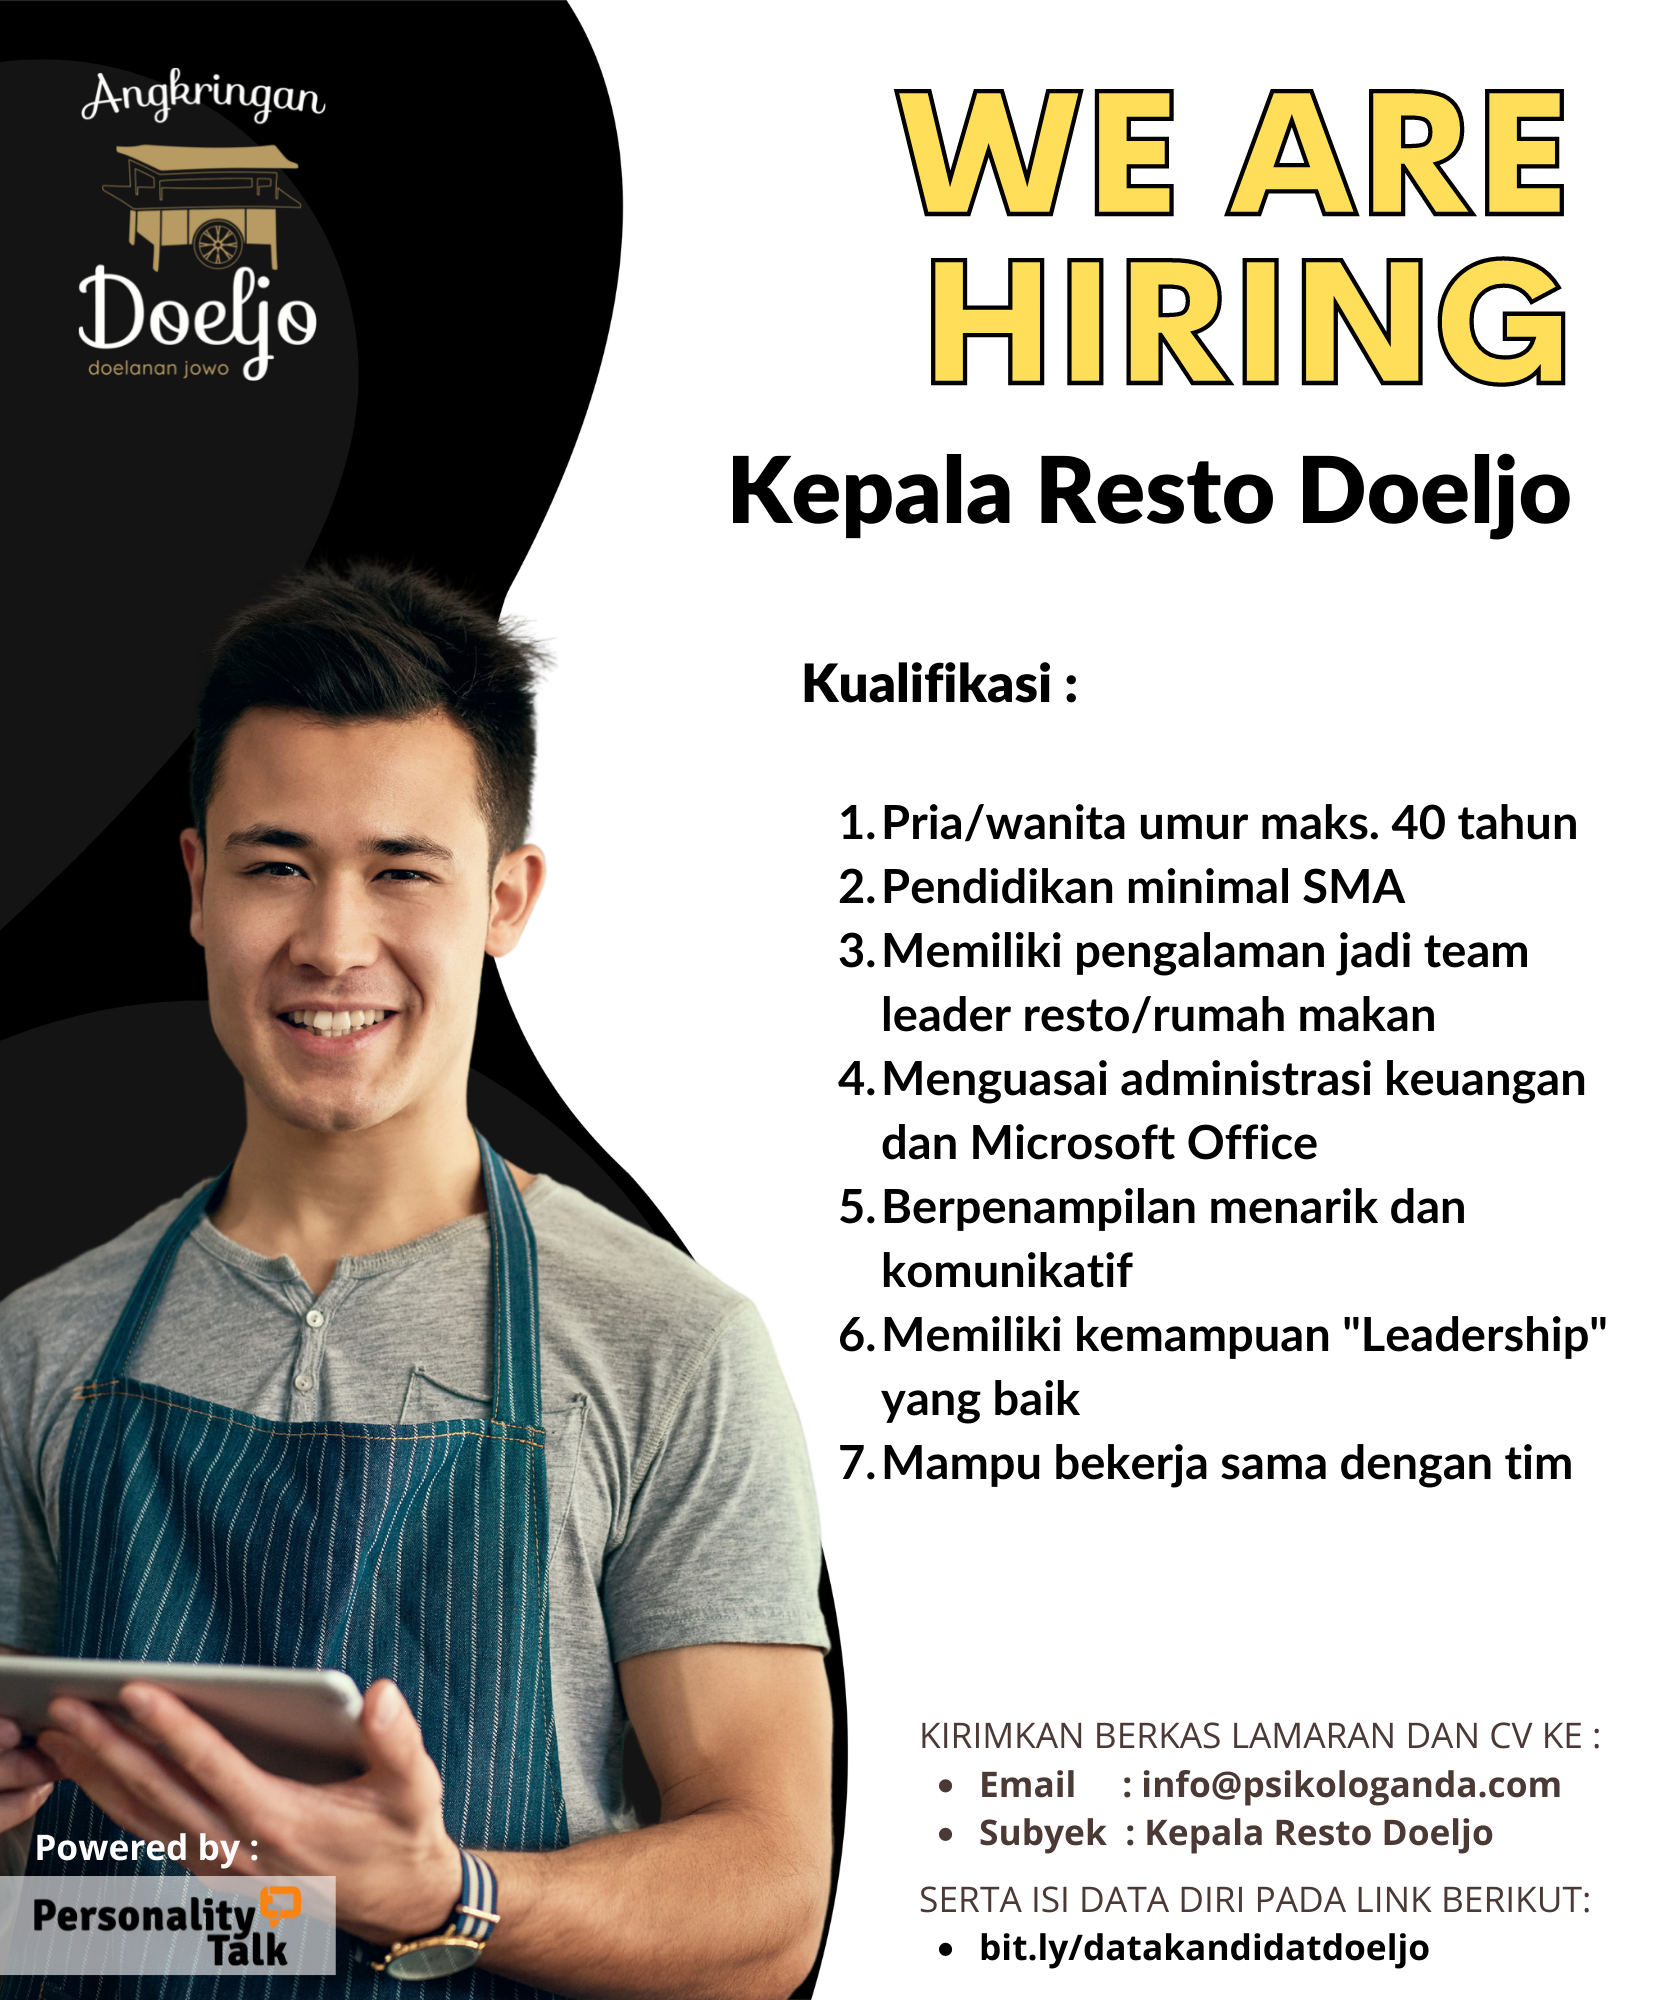 Angkringan
Doeljo
doelanan jowo
WE ARE
HIRING
Kepala Resto Doeljo
Kualifikasi :
1. Pria/wanita umur maks. 40 tahun
2. Pendidikan minimal SMA
3. Memiliki pengalaman jadi team
leader resto/rumah makan
4. Menguasai administrasi keuangan
dan Microsoft Office
5. Berpenampilan menarik dan
komunikatif
6. Memiliki kemampuan "Leadership"
yang baik
7. Mampu bekerja sama dengan tim
KIRIMKAN BERKAS LAMARAN DAN CV KE :
• Email : info@psikologanda.com
• Subyek : Kepala Resto Doeljo
SERTA ISI DATA DIRI PADA LINK BERIKUT:
• bit.ly/datakandidatdoeljo
Powered by :
Personality
Talk